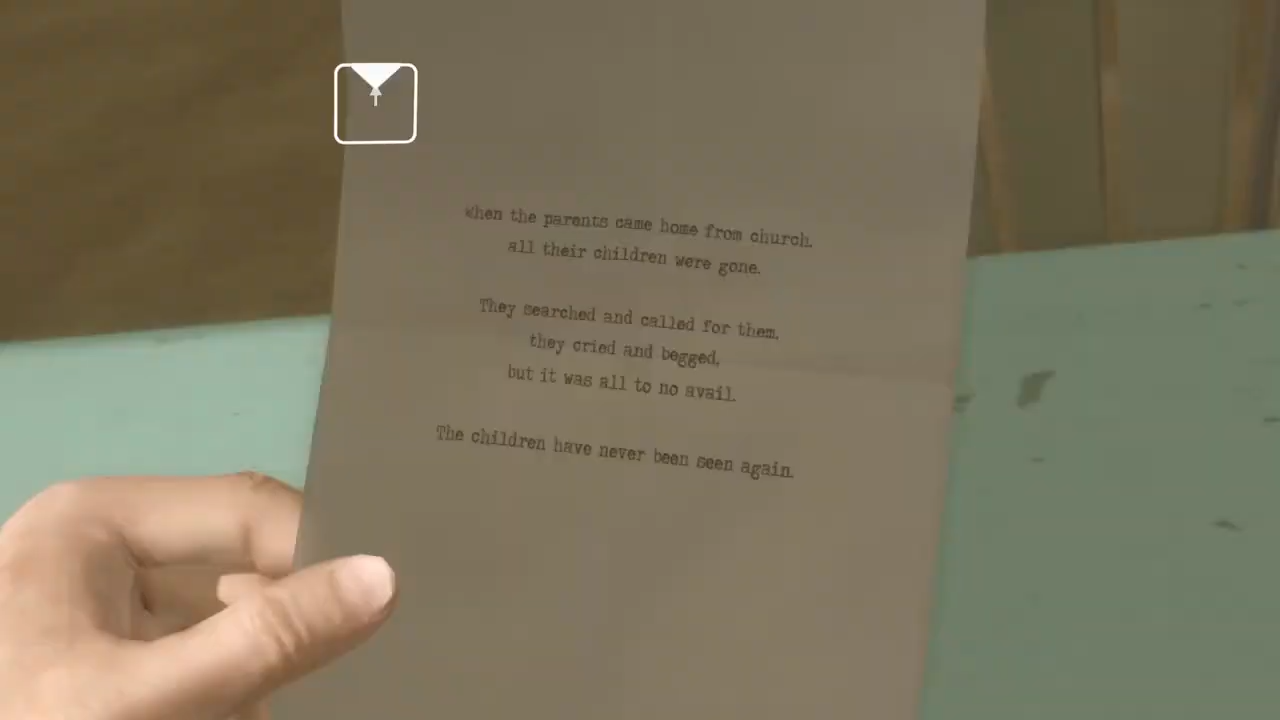 when the parents came home from church.
all their children were gone.
They searched and called for them,
they cried and begged,
but it was all to no avail.
The children have never been seen again.